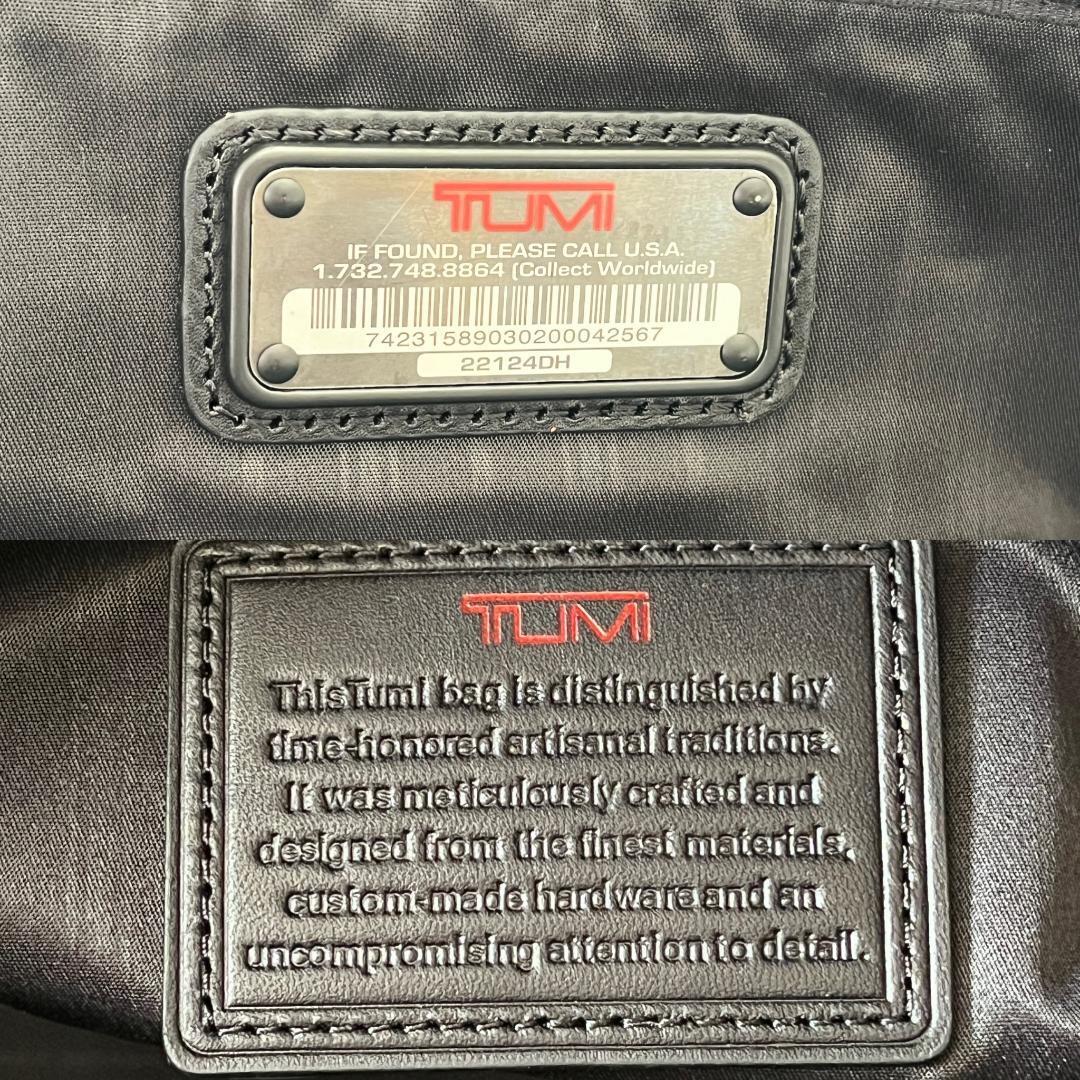 TUMI
IF FOUND, PLEASE CALL U.S.A.
1.732.748.8864 (Collect Worldwide)
74231589030200042567
22124DH
TUMI
This Tumi bag is distinguished by
time-honored artisanal traditions.
It was meticulously crafted and
designed from the finest materials,
custom-made hardware and an
uncompromising attention to detail.